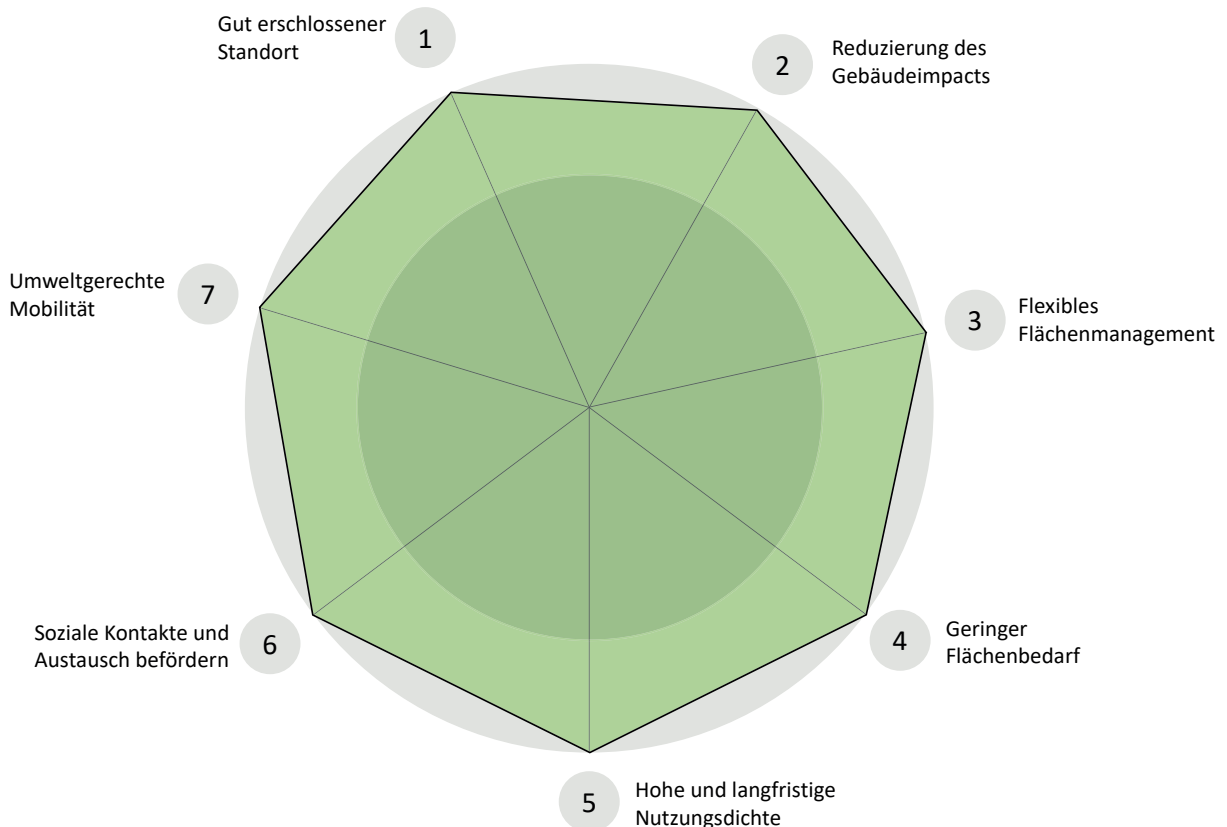 Gut erschlossener
Standort
1
2
Reduzierung des
Gebäudeimpacts
3
Flexibles
Flächenmanagement
4
Geringer
Flächenbedarf
5
Hohe und langfristige
Nutzungsdichte
6
Soziale Kontakte und
Austausch befördern
7
Umweltgerechte
Mobilität